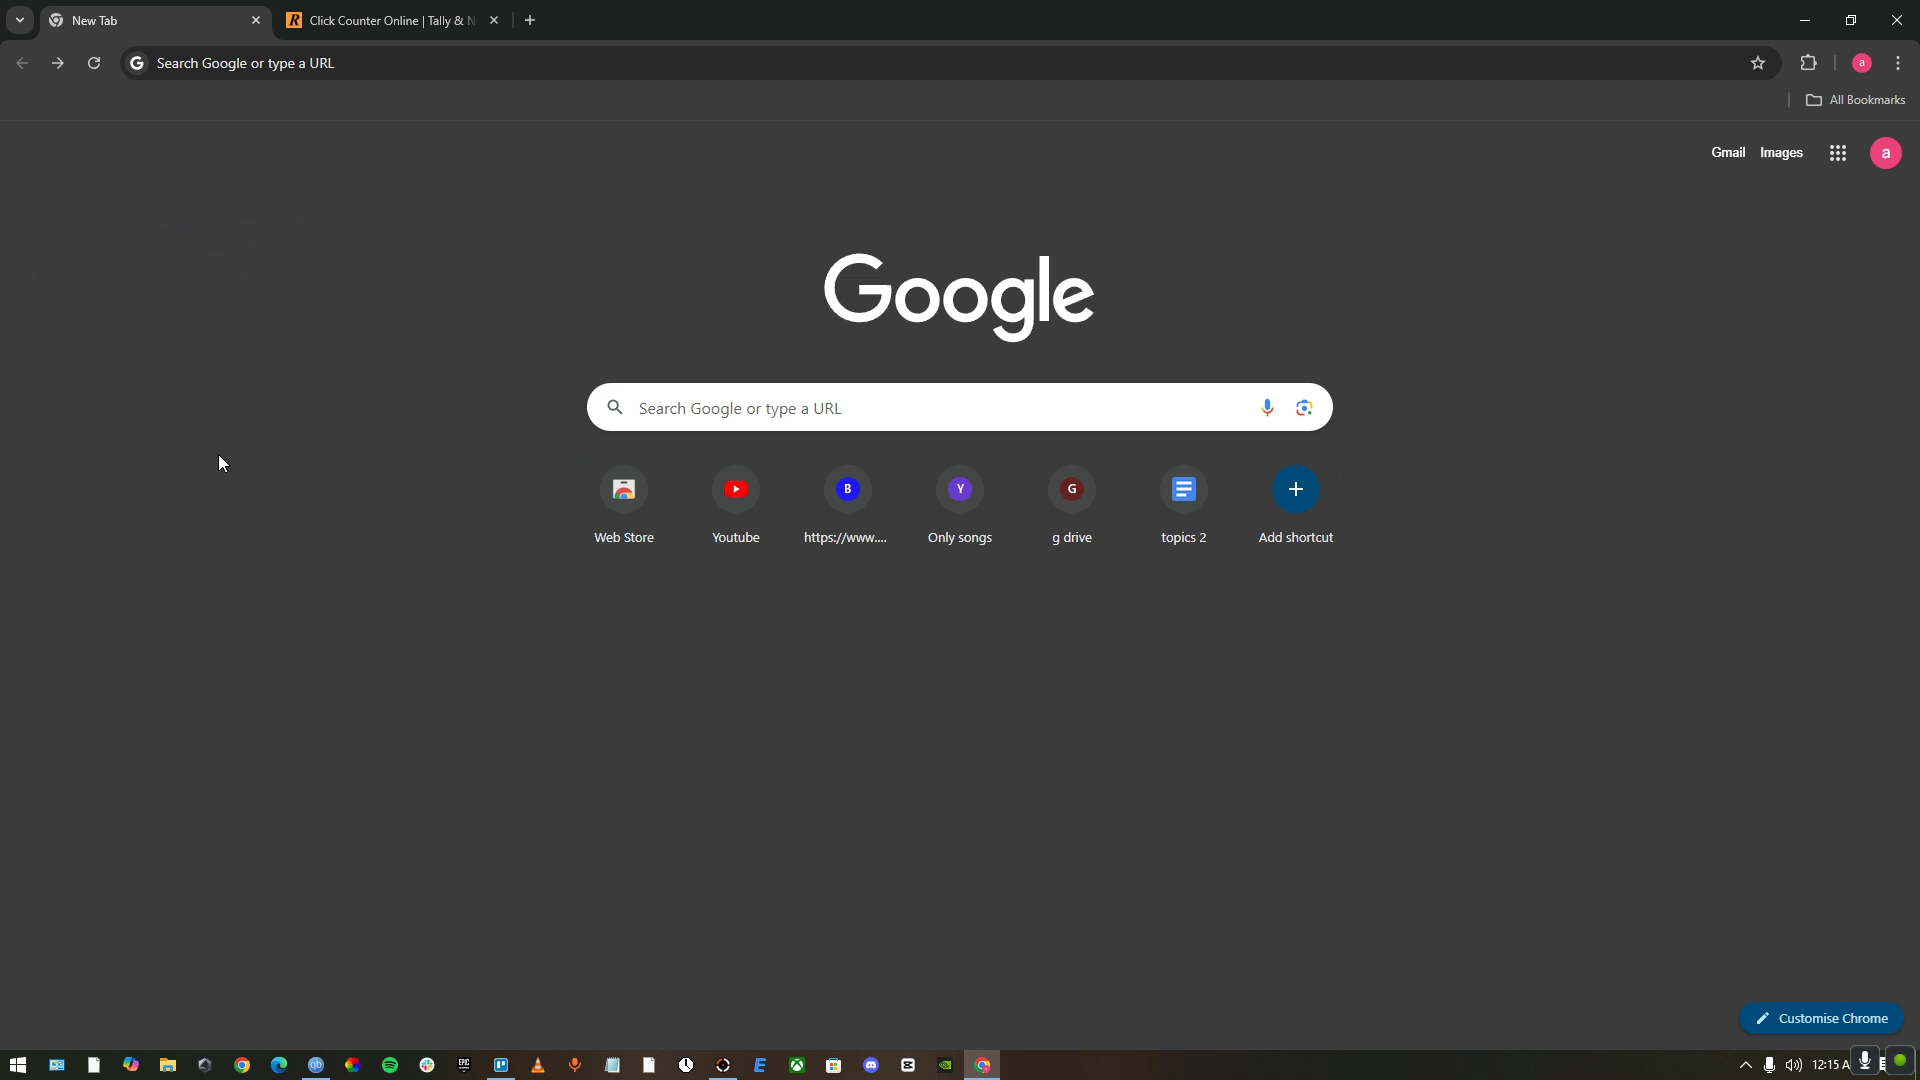 New Tab
Click Counter Online | Tally & N
Search Google or type a URL
All Bookmarks
Gmail Images
a
a
Google
Search Google or type a URL
B Y G
Web Store Youtube https://www.... Only songs g drive topics 2 Add shortcut
Customise Chrome
12:15 A